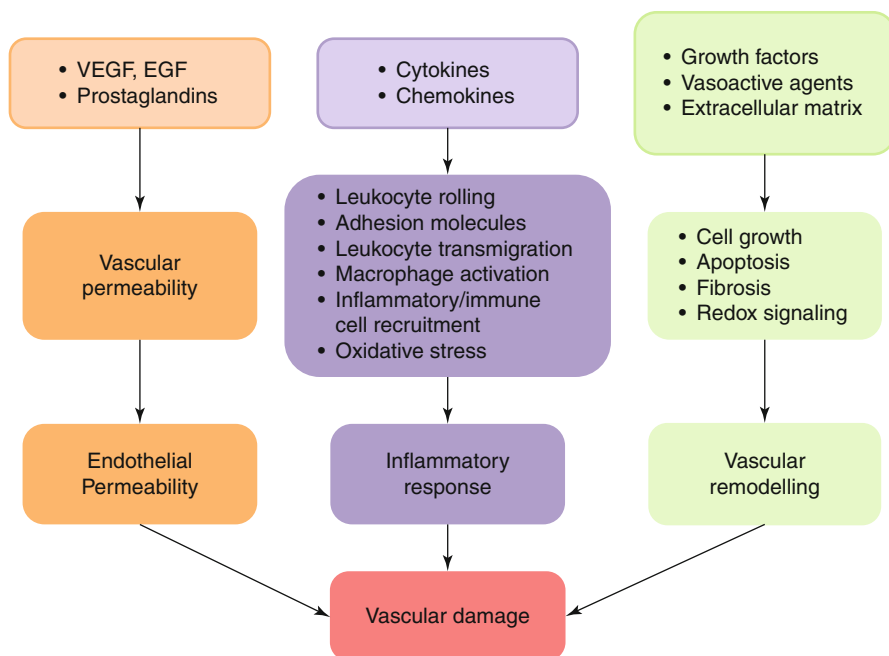 • VEGF, EGF
• Prostaglandins
• Cytokines
• Chemokines
• Growth factors
• Vasoactive agents
• Extracellular matrix
Vascular
permeability
• Leukocyte rolling
• Adhesion molecules
• Leukocyte transmigration
• Macrophage activation
• Inflammatory/immune
cell recruitment
• Oxidative stress
• Cell growth
• Apoptosis
• Fibrosis
• Redox signaling
Endothelial
Permeability
Inflammatory
response
Vascular
remodelling
Vascular damage